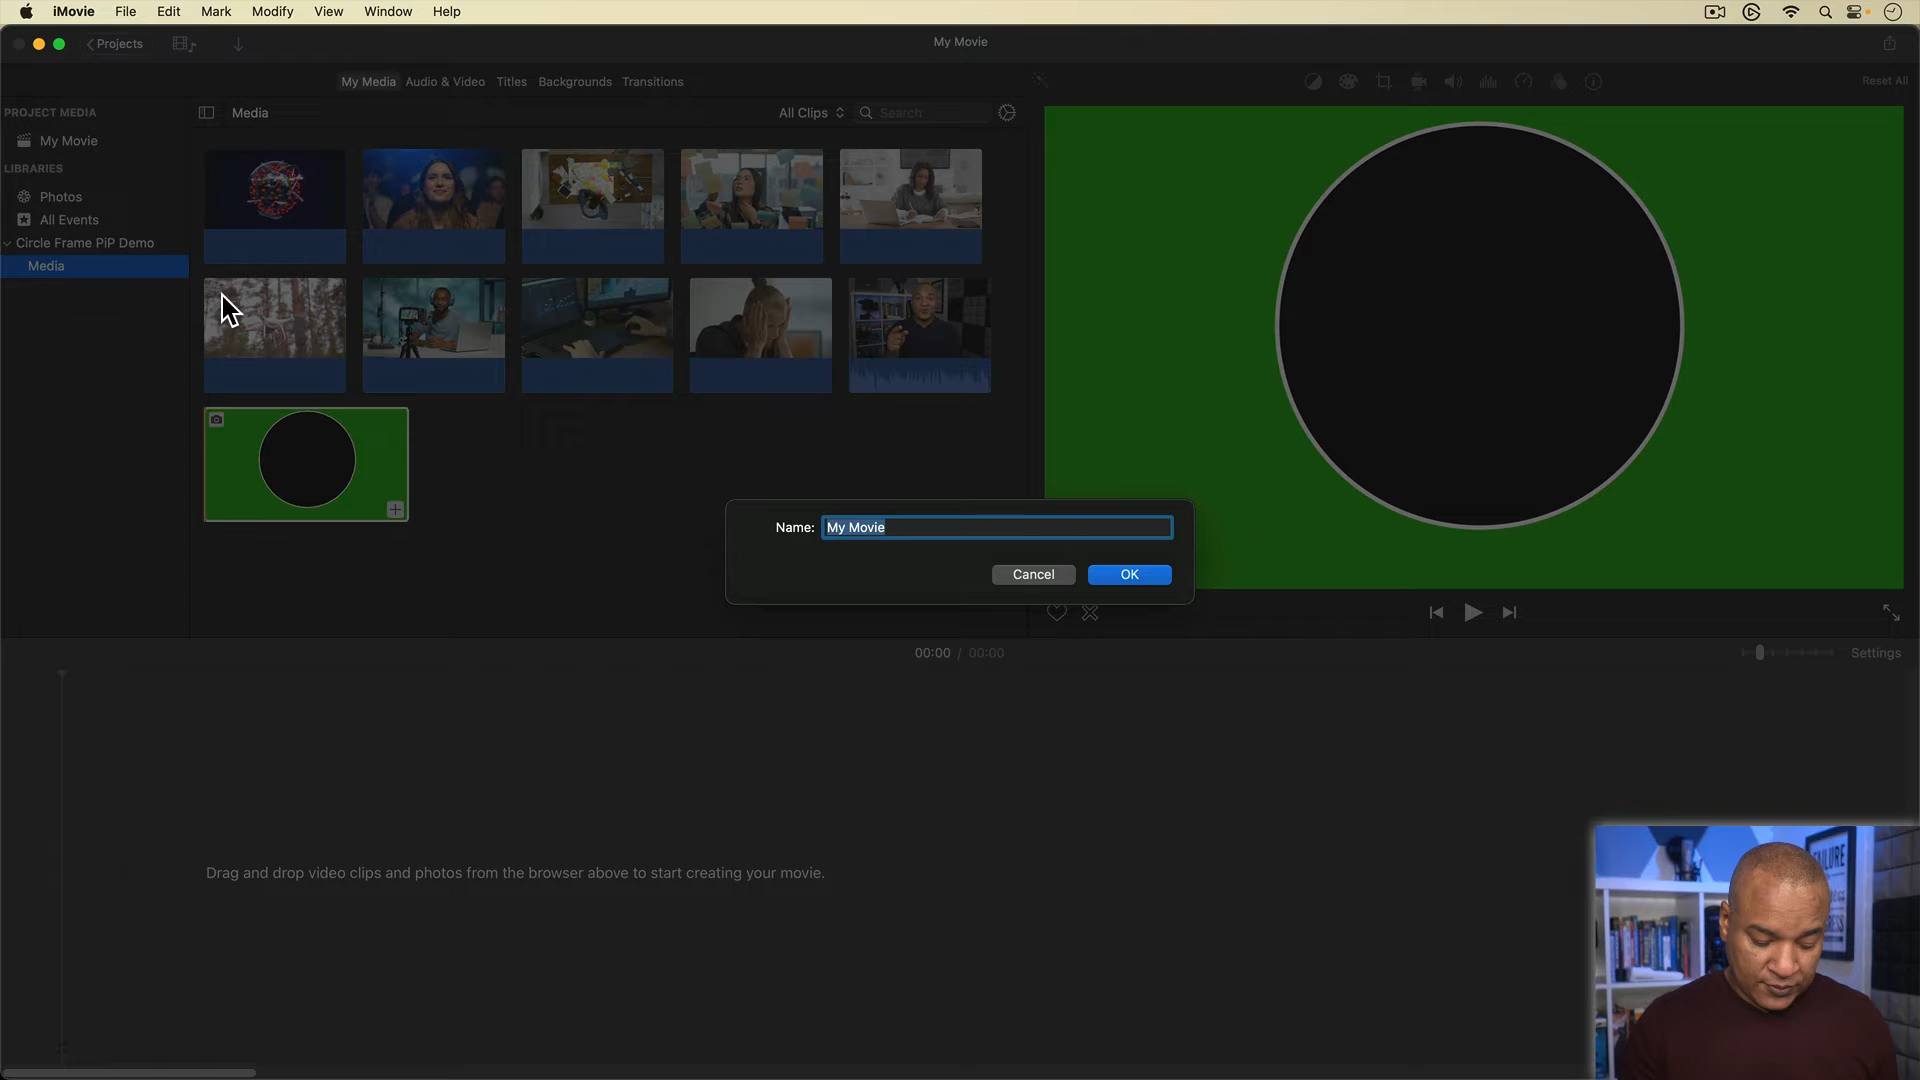 iMovie File Edit Mark Modify View Window Help
Projects
My Movie
My Media Audio & Video Titles Backgrounds Transitions
Reset All
PROJECT MEDIA
Media
All Clips
Search
My Movie
LIBRARIES
Photos
All Events
Circle Frame PiP Demo
Media
Name: My Movie
Cancel OK
00:00 / 00:00
Settings
Drag and drop video clips and photos from the browser above to start creating your movie.
FAILURE